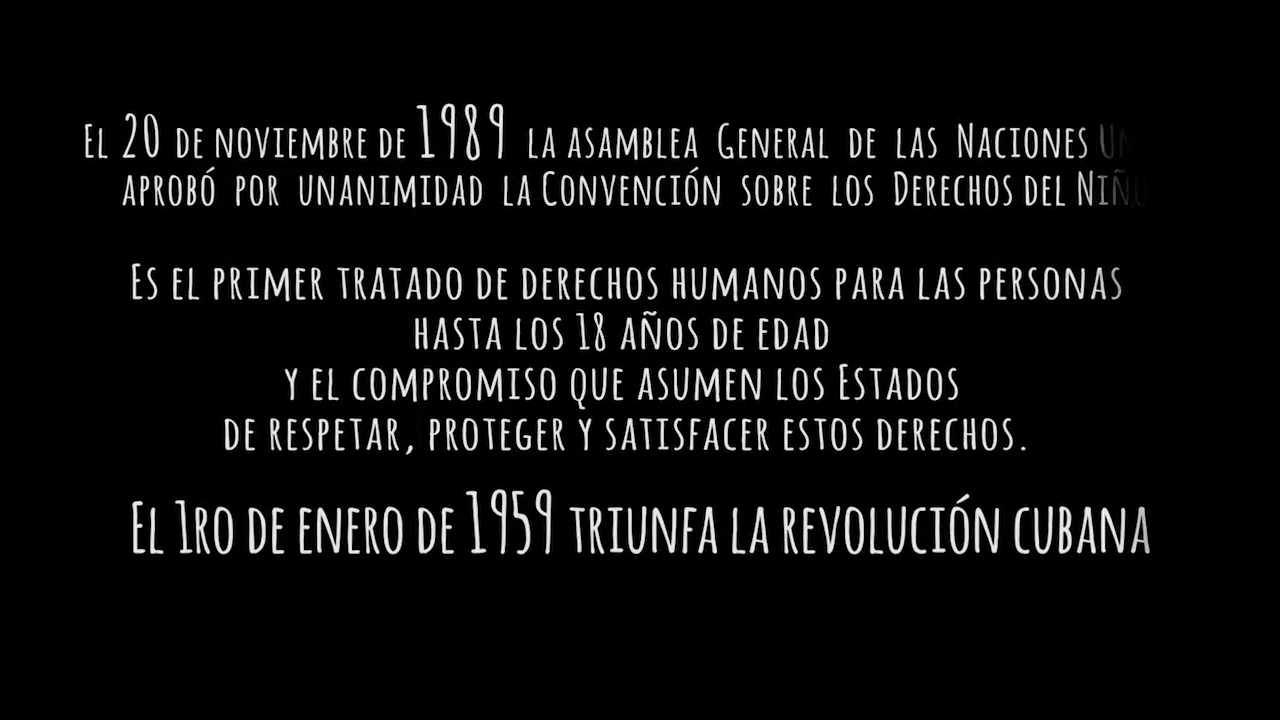 El 20 de noviembre de 1989 la asamblea General de las Naciones
aprobó por unanimidad la Convención sobre los Derechos del Niño
Es el primer tratado de derechos humanos para las personas
hasta los 18 años de edad
y el compromiso que asumen los Estados
de respetar, proteger y satisfacer estos derechos.
El 1ro de enero de 1959 triunfa la revolución cubana